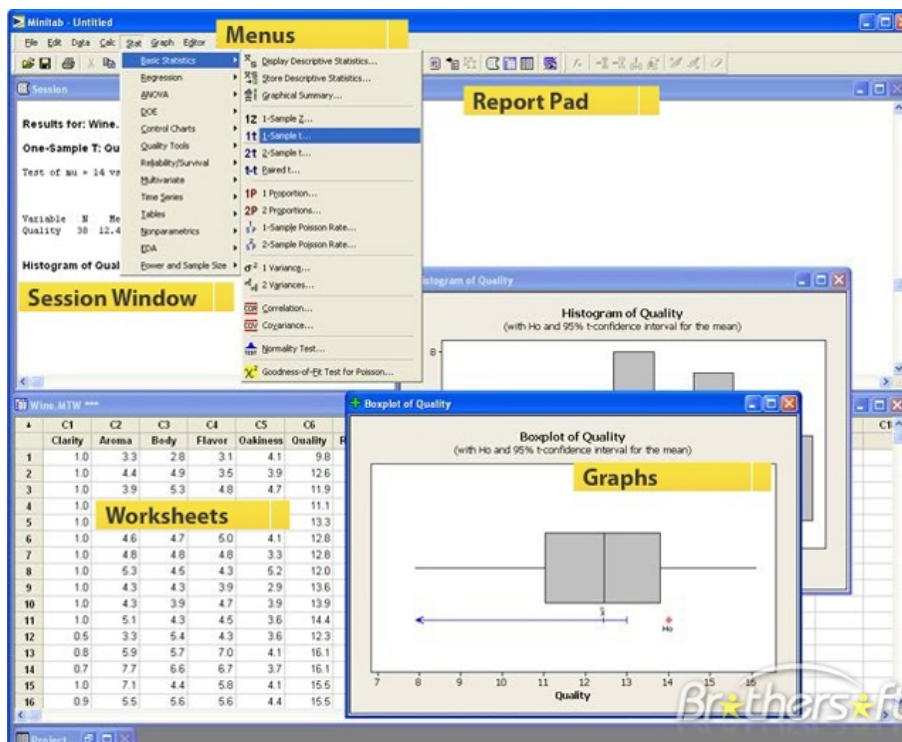 Minitab - Untitled
Menus
File Edit Data Calc Stat Graph Editor
Session
Report Pad
Basic Statistics
Regression
ANOVA
DOE
Control Charts
Quality Tools
Reliability/Survival
Multivariate
Time Series
Tables
Nonparametrics
EDA
Power and Sample Size
Display Descriptive Statistics...
Store Descriptive Statistics...
Graphical Summary...
1Z 1-Sample Z...
1t 1-Sample t...
2t 2-Sample t...
t-t Paired t...
1P 1 Proportion...
2P 2 Proportions...
1-Sample Poisson Rate...
2-Sample Poisson Rate...
σ² 1 Variance...
2 Variances...
COR Correlation...
COV Covariance...
Normality Test...
χ² Goodness-of-Fit Test for Poisson...
Results for: Wine.
One-Sample T: Qu
Test of mu = 14 vs
Variable N Me
Quality 38 12.4
Histogram of Qual
Session Window
stogram of Quality
Histogram of Quality
(with Ho and 95% t-confidence interval for the mean)
8
Wine.MTW ***
C1 C2 C3 C4 C5 C6
Clarity Aroma Body Flavor Oakiness Quality R
1 1.0 3.3 2.8 3.1 4.1 9.8
2 1.0 4.4 4.9 3.5 3.9 12.6
3 1.0 3.9 5.3 4.8 4.7 11.9
4 1.0 11.1
5 1.0 13.3
6 1.0 4.6 4.7 5.0 4.1 12.8
7 1.0 4.8 4.8 4.8 3.3 12.8
8 1.0 5.3 4.5 4.3 5.2 12.0
9 1.0 4.3 4.3 3.9 2.9 13.6
10 1.0 4.3 3.9 4.7 3.9 13.9
11 1.0 5.1 4.3 4.5 3.6 14.4
12 0.5 3.3 5.4 4.3 3.6 12.3
13 0.8 5.9 5.7 7.0 4.1 16.1
14 0.7 7.7 6.6 6.7 3.7 16.1
15 1.0 7.1 4.4 5.8 4.1 15.5
16 0.9 5.5 5.6 5.6 4.4 15.5
Worksheets
Boxplot of Quality
Boxplot of Quality
(with Ho and 95% t-confidence interval for the mean)
Graphs
Ho
7 8 9 10 11 12 13 14 15 16
Quality
Brothersoft
Project...